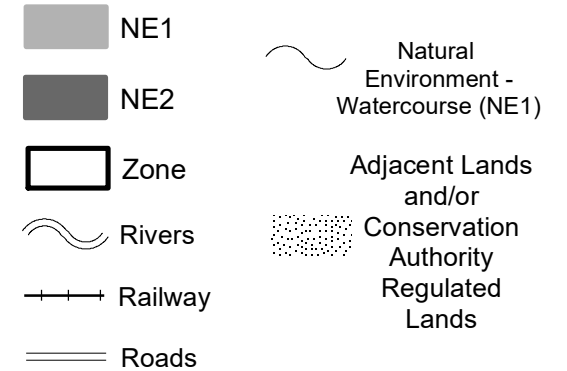 NE1
NE2
Zone
Rivers
Railway
Roads
Natural
Environment -
Watercourse (NE1)
Adjacent Lands
and/or
Conservation
Authority
Regulated
Lands